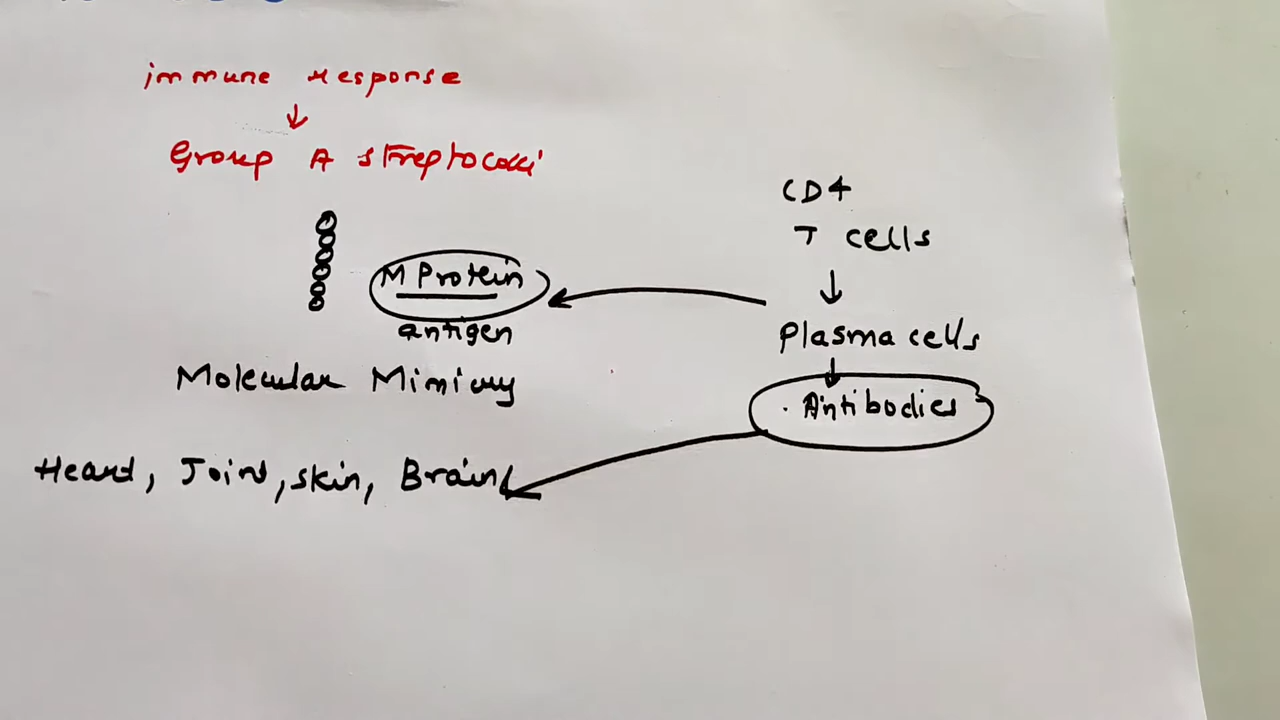 immune response
Group A streptococci
M Protein
antigen
Molecular Mimicry
Heart, Joint, skin, Brain
CD4
T cells
Plasma cells
Antibodies